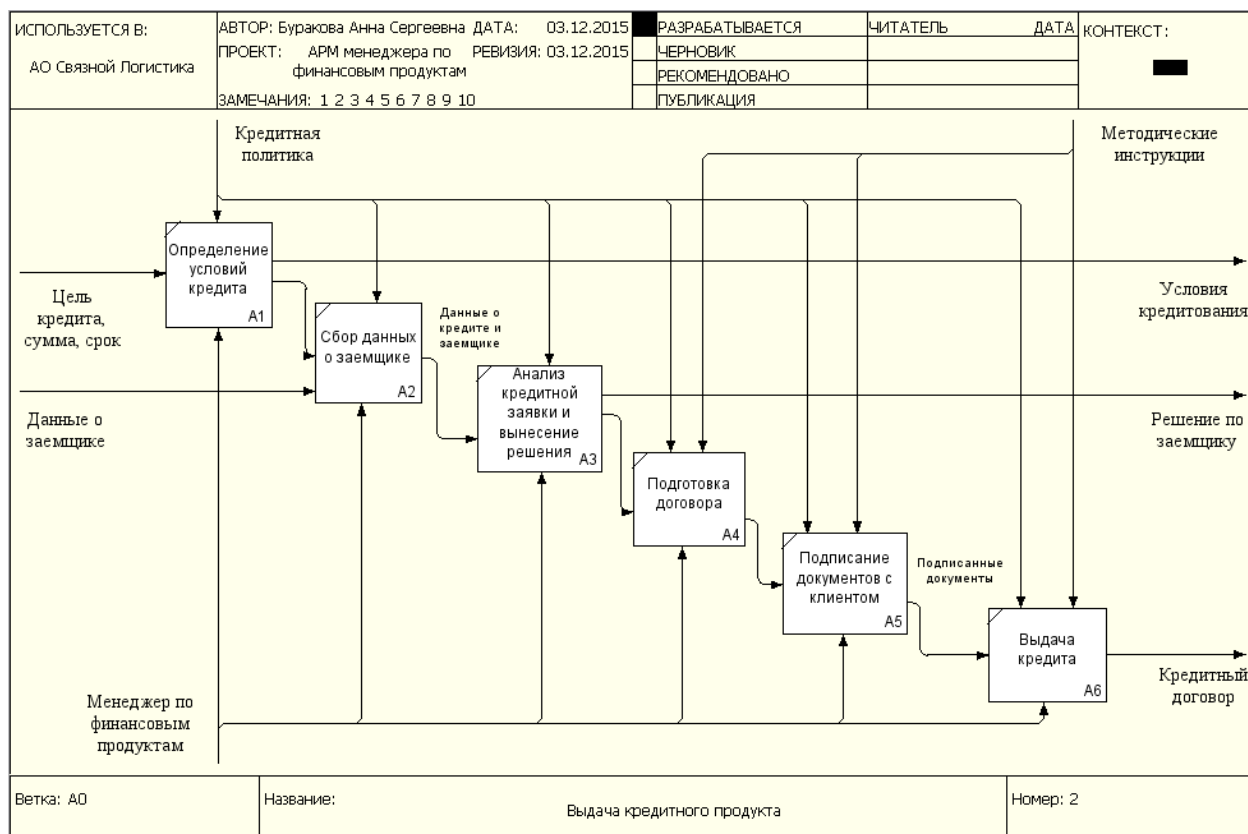 ИСПОЛЬЗУЕТСЯ В:
АО Связной Логистика
АВТОР: Буракова Анна Сергеевна ДАТА: 03.12.2015
ПРОЕКТ: АРМ менеджера по
финансовым продуктам
РЕВИЗИЯ: 03.12.2015
ЗАМЕЧАНИЯ: 1 2 3 4 5 6 7 8 9 10
РАЗРАБАТЫВАЕТСЯ
ЧЕРНОВИК
РЕКОМЕНДОВАНО
ПУБЛИКАЦИЯ
ЧИТАТЕЛЬ ДАТА
КОНТЕКСТ:
Кредитная
политика
Методические
инструкции
Определение
условий
кредита
A1
Цель
кредита,
сумма, срок
Условия
кредитования
Сбор данных
о заемщике
A2
Данные о
кредите и
заемщике
Данные о
заемщике
Анализ
кредитной
заявки и
вынесение
решения
A3
Решение по
заемщику
Подготовка
договора
A4
Подписание
документов с
клиентом
A5
Подписанные
документы
Выдача
кредита
A6
Кредитный
договор
Менеджер по
финансовым
продуктам
Ветка: A0
Название:
Выдача кредитного продукта
Номер: 2